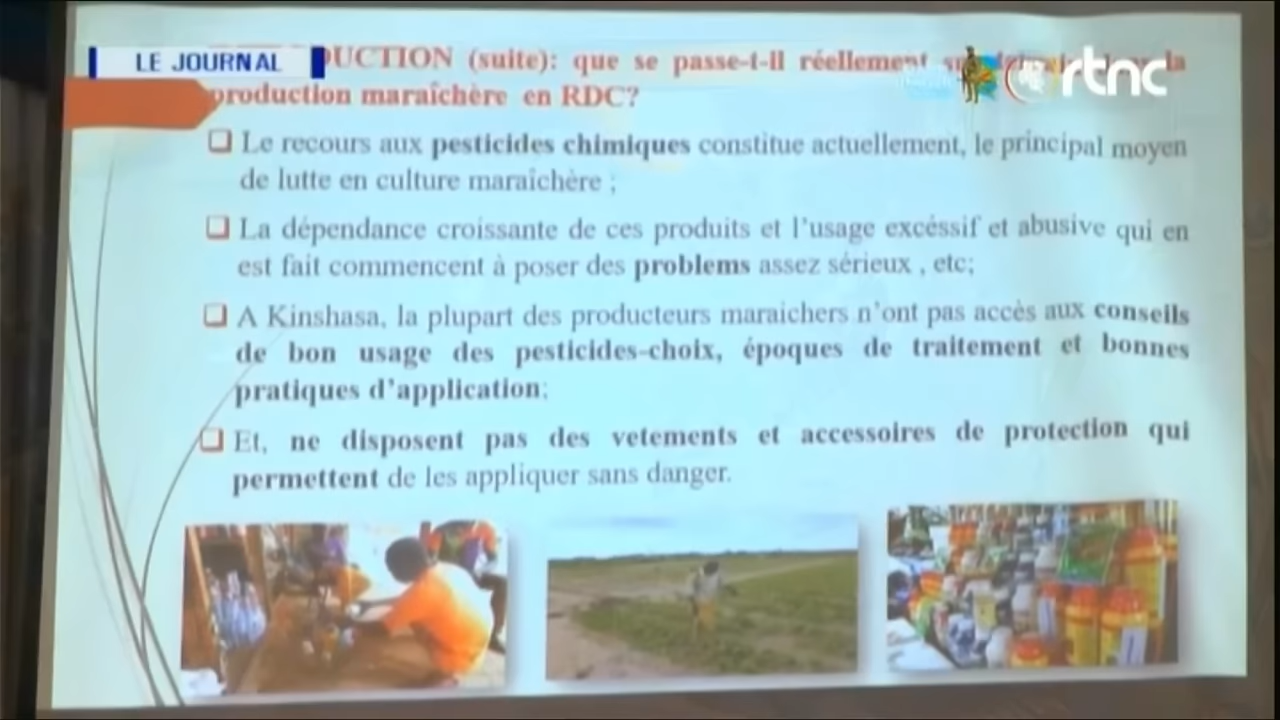 LE JOURNAL
DUCTION (suite): que se passe-t-il réellement la
rtnc
production maraîchère en RDC?
❑ Le recours aux pesticides chimiques constitue actuellement, le principal moyen
de lutte en culture maraîchère ;
❑ La dépendance croissante de ces produits et l’usage excéssif et abusive qui en
est fait commencent à poser des problems assez sérieux , etc;
❑ A Kinshasa, la plupart des producteurs maraichers n’ont pas accès aux conseils
de bon usage des pesticides-choix, époques de traitement et bonnes
pratiques d’application;
❑ Et, ne disposent pas des vetements et accessoires de protection qui
permettent de les appliquer sans danger.